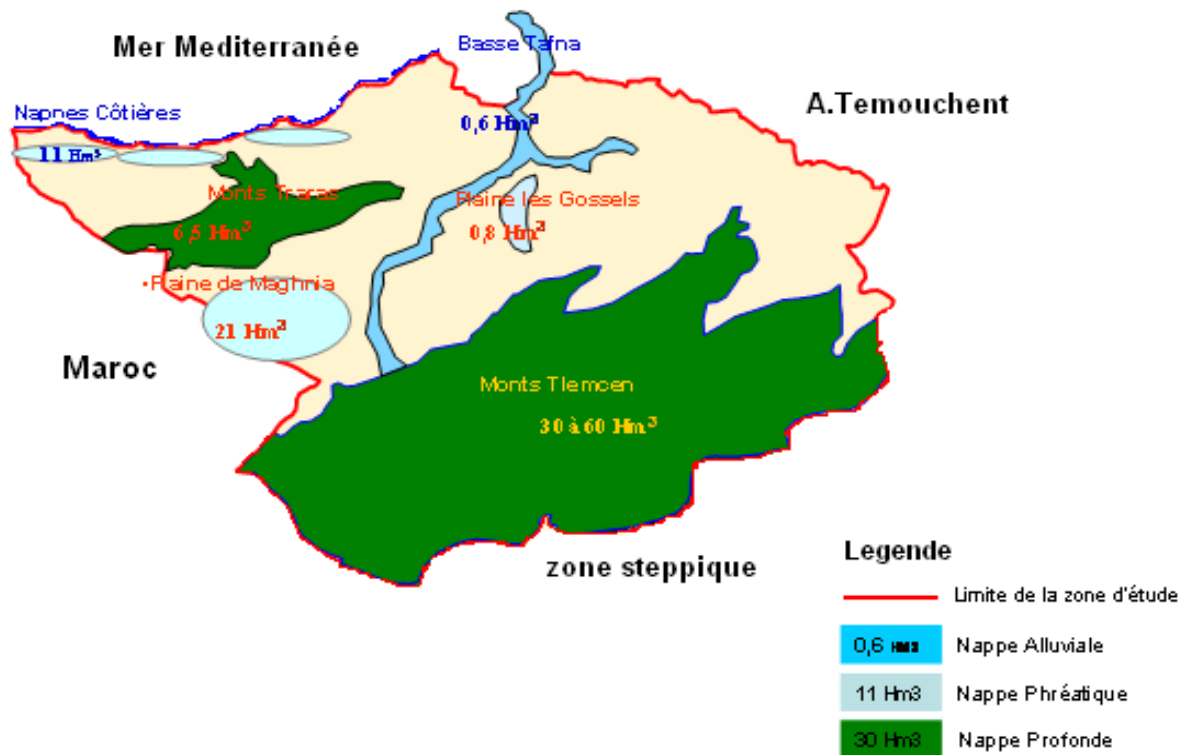 Mer Mediterranée
Basse Tafna
A.Temouchent
Nappes Côtières
0,6 Hm³
11 Hm³
Monts Traras
Plaine les Gossels
6,5 Hm³
0,8 Hm³
•Plaine de Maghnia
21 Hm³
Maroc
Monts Tlemcen
30 à 60 Hm³
zone steppique
Legende
Limite de la zone d'étude
0,6 HM3 Nappe Alluviale
11 Hm3 Nappe Phréatique
30 Hm3 Nappe Profonde